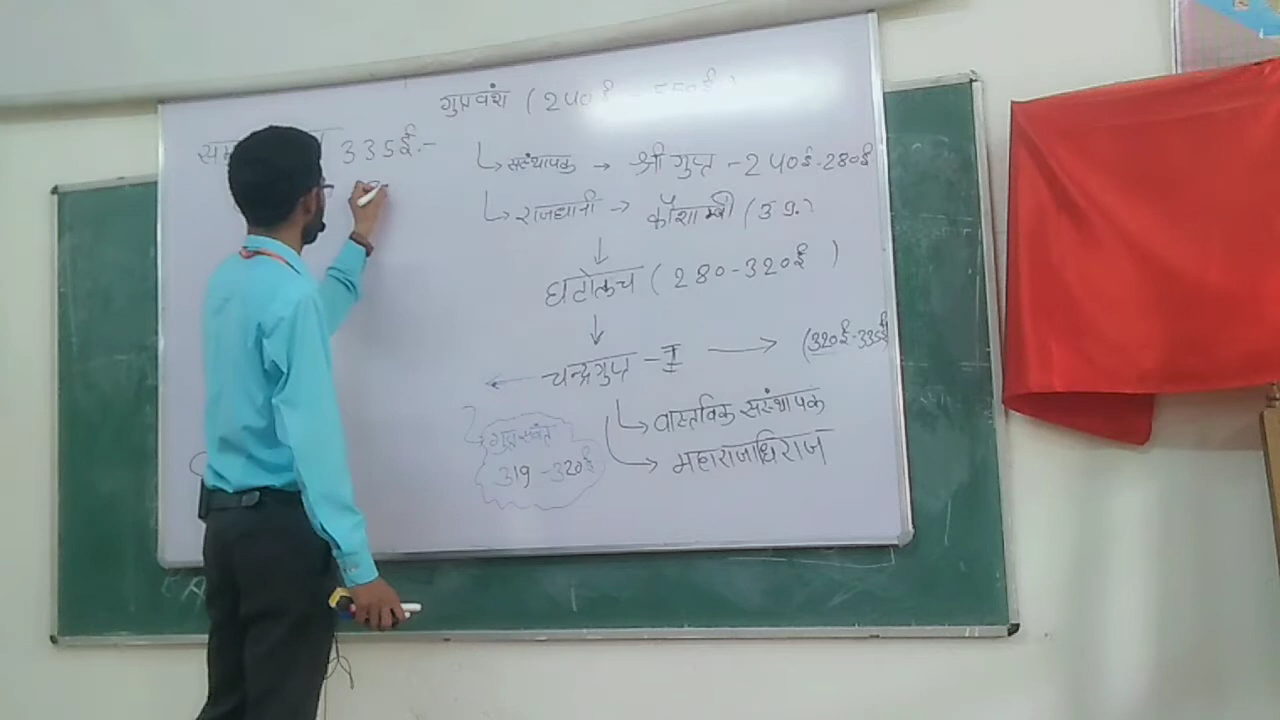 गुप्तवंश ( 240ई - 550ई )
335ई.-
↳ संस्थापक → श्री गुप्त - 240ई-280ई
↳ राजधानी → कौशाम्बी (उ प्र.)
↓
घटोत्कच ( 280-320ई )
↓
← चन्द्रगुप्त - I → (320ई-335ई)
↳ वास्तविक संस्थापक
गुप्त संवत
→ महाराजाधिराज
319-320ई